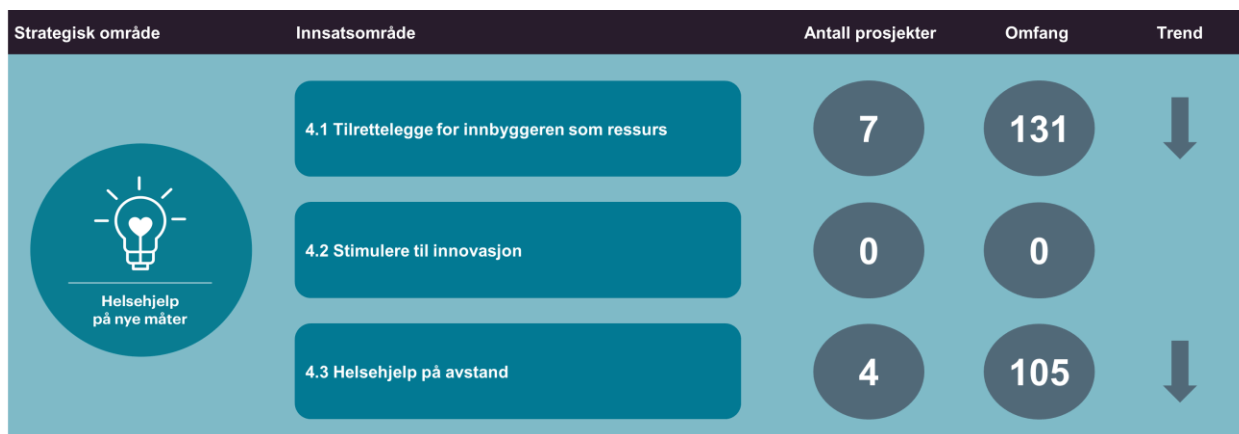 Strategisk område Innsatsområde Antall prosjekter Omfang Trend
4.1 Tilrettelegge for innbyggeren som ressurs 7 131
4.2 Stimulere til innovasjon 0 0
Helsehjelp
på nye måter
4.3 Helsehjelp på avstand 4 105